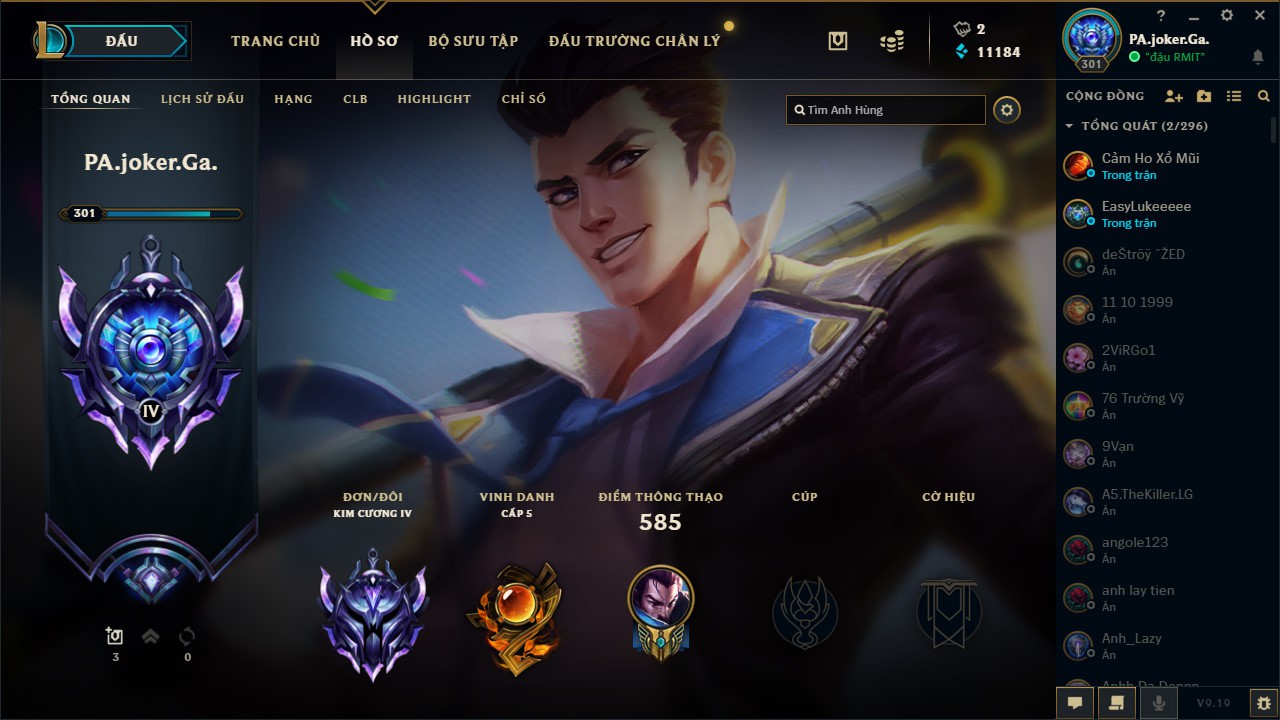 ĐẤU
TRANG CHỦ
HỒ SƠ
BỘ SƯU TẬP
ĐẤU TRƯỜNG CHÂN LÝ
2
11184
?
301
PA.joker.Ga.
"đậu RMIT"
TỔNG QUAN
LỊCH SỬ ĐẤU
HẠNG
CLB
HIGHLIGHT
CHỈ SỐ
Tìm Anh Hùng
PA.joker.Ga.
301
IV
3
0
ĐƠN/ĐÔI
KIM CƯƠNG IV
VINH DANH
CẤP 5
ĐIỂM THÔNG THẠO
585
CÚP
CỜ HIỆU
CỘNG ĐỒNG
TỔNG QUÁT (2/296)
Cảm Ho Xổ Mũi
Trong trận
EasyLukeeeee
Trong trận
deŠtröÿ ˆŽED
Ẩn
11 10 1999
Ẩn
2ViRGo1
Ẩn
76 Trường Vỹ
Ẩn
9Vạn
Ẩn
A5.TheKiller.LG
Ẩn
angole123
Ẩn
anh lay tien
Ẩn
Anh_Lazy
Ẩn
V9.19